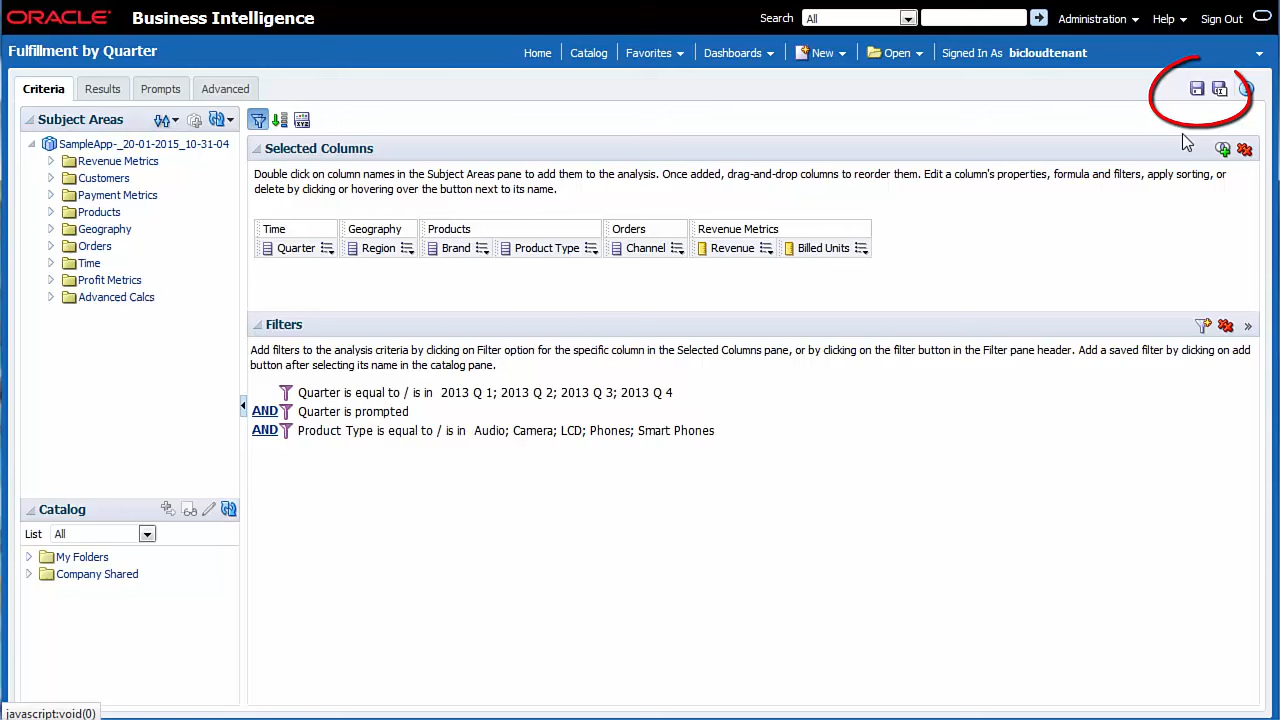 ORACLE Business Intelligence Search All Administration Help Sign Out
Fulfillment by Quarter Home Catalog Favorites Dashboards New Open Signed In As bicloudtenant
Criteria Results Prompts Advanced
Subject Areas
SampleApp-_20-01-2015_10-31-04
Revenue Metrics
Customers
Payment Metrics
Products
Geography
Orders
Time
Profit Metrics
Advanced Calcs
Catalog
List All
My Folders
Company Shared
XYZ
Selected Columns
Double click on column names in the Subject Areas pane to add them to the analysis. Once added, drag-and-drop columns to reorder them. Edit a column's properties, formula and filters, apply sorting, or
delete by clicking or hovering over the button next to its name.
Time Geography Products Orders Revenue Metrics
Quarter Region Brand Product Type Channel Revenue Billed Units
Filters
Add filters to the analysis criteria by clicking on Filter option for the specific column in the Selected Columns pane, or by clicking on the filter button in the Filter pane header. Add a saved filter by clicking on add
button after selecting its name in the catalog pane.
Quarter is equal to / is in 2013 Q 1; 2013 Q 2; 2013 Q 3; 2013 Q 4
AND Quarter is prompted
AND Product Type is equal to / is in Audio; Camera; LCD; Phones; Smart Phones
javascript:void(0)